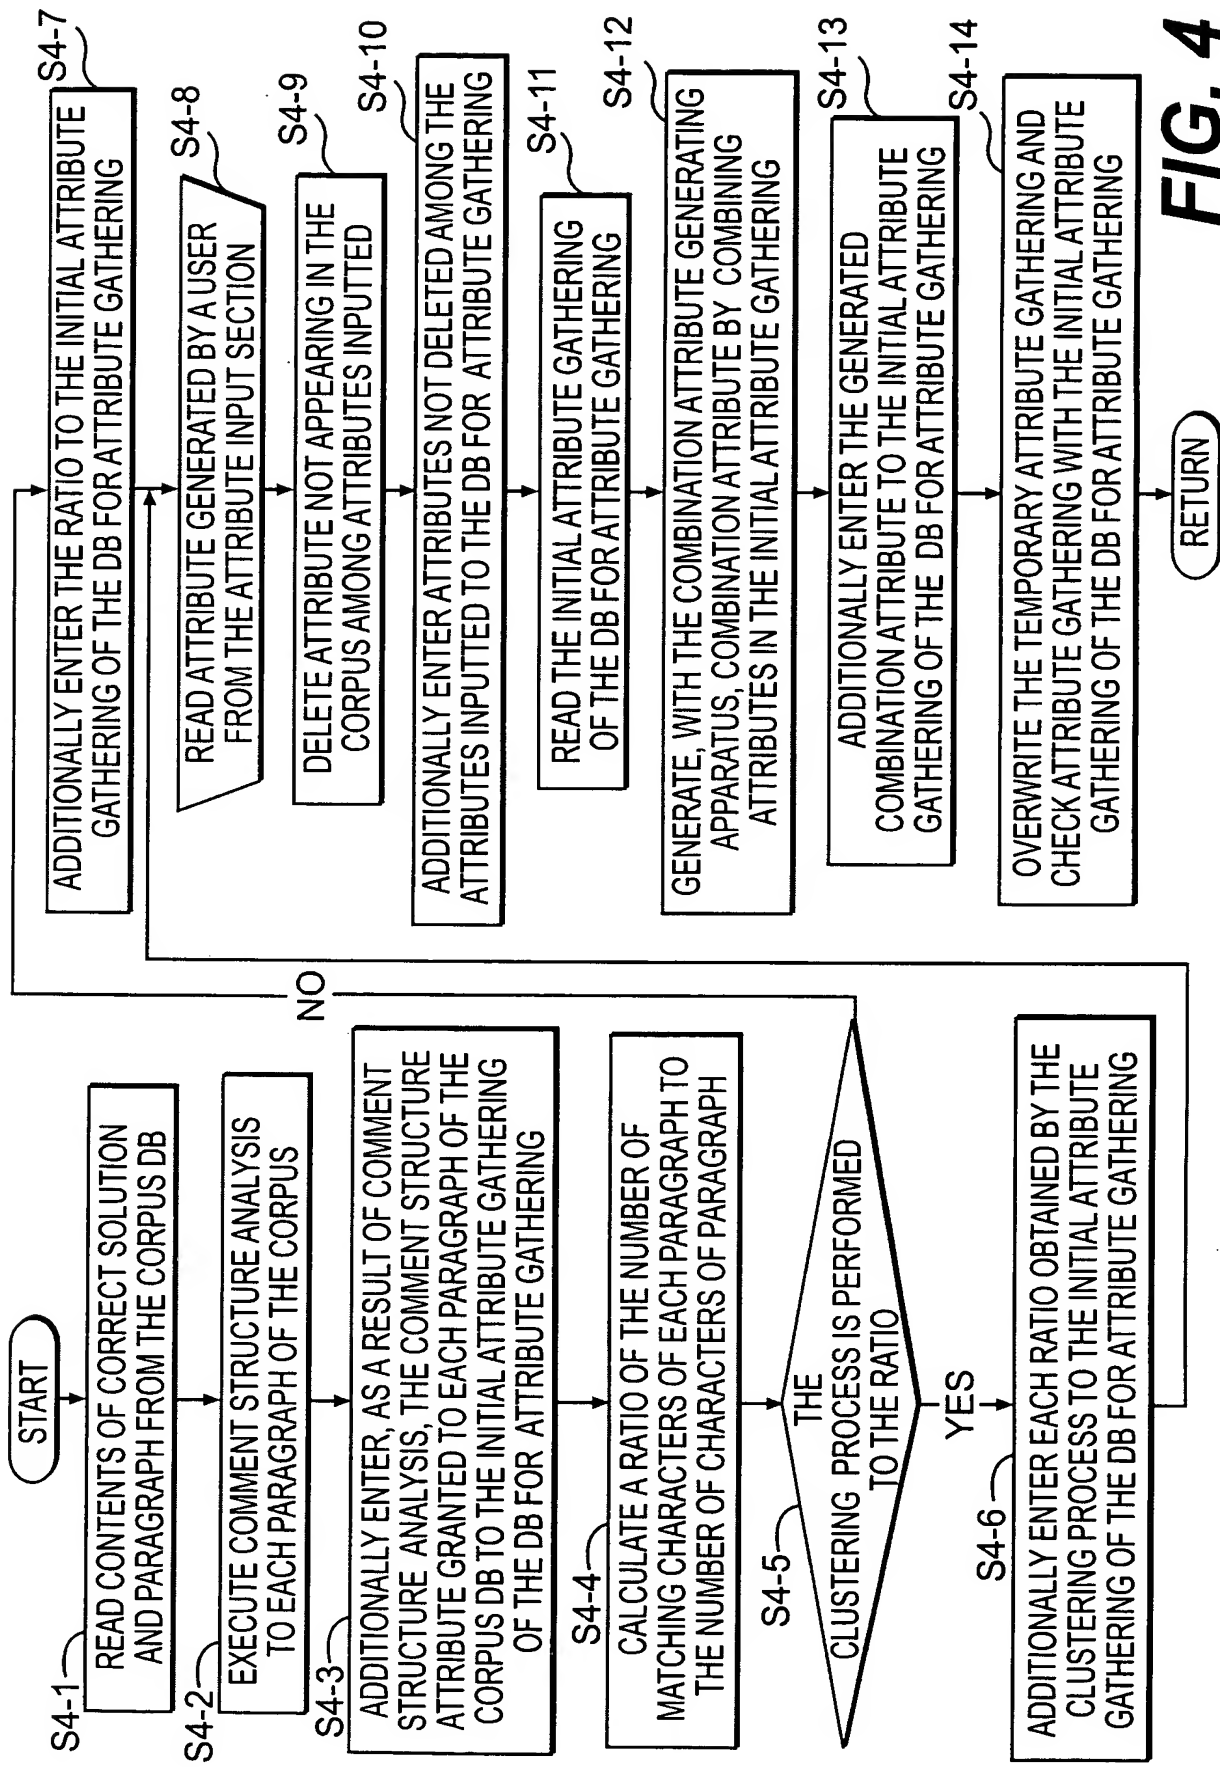 START
S4-1
READ CONTENTS OF CORRECT SOLUTION
AND PARAGRAPH FROM THE CORPUS DB
S4-2
EXECUTE COMMENT STRUCTURE ANALYSIS
TO EACH PARAGRAPH OF THE CORPUS
S4-3
ADDITIONALLY ENTER, AS A RESULT OF COMMENT
STRUCTURE ANALYSIS, THE COMMENT STRUCTURE
ATTRIBUTE GRANTED TO EACH PARAGRAPH OF THE
CORPUS DB TO THE INITIAL ATTRIBUTE GATHERING
OF THE DB FOR ATTRIBUTE GATHERING
S4-4
CALCULATE A RATIO OF THE NUMBER OF
MATCHING CHARACTERS OF EACH PARAGRAPH TO
THE NUMBER OF CHARACTERS OF PARAGRAPH
S4-5
THE
CLUSTERING PROCESS IS PERFORMED
TO THE RATIO
NO
YES
S4-6
ADDITIONALLY ENTER EACH RATIO OBTAINED BY THE
CLUSTERING PROCESS TO THE INITIAL ATTRIBUTE
GATHERING OF THE DB FOR ATTRIBUTE GATHERING
S4-7
ADDITIONALLY ENTER THE RATIO TO THE INITIAL ATTRIBUTE
GATHERING OF THE DB FOR ATTRIBUTE GATHERING
S4-8
READ ATTRIBUTE GENERATED BY A USER
FROM THE ATTRIBUTE INPUT SECTION
S4-9
DELETE ATTRIBUTE NOT APPEARING IN THE
CORPUS AMONG ATTRIBUTES INPUTTED
S4-10
ADDITIONALLY ENTER ATTRIBUTES NOT DELETED AMONG THE
ATTRIBUTES INPUTTED TO THE DB FOR ATTRIBUTE GATHERING
S4-11
READ THE INITIAL ATTRIBUTE GATHERING
OF THE DB FOR ATTRIBUTE GATHERING
S4-12
GENERATE, WITH THE COMBINATION ATTRIBUTE GENERATING
APPARATUS, COMBINATION ATTRIBUTE BY COMBINING
ATTRIBUTES IN THE INITIAL ATTRIBUTE GATHERING
S4-13
ADDITIONALLY ENTER THE GENERATED
COMBINATION ATTRIBUTE TO THE INITIAL ATTRIBUTE
GATHERING OF THE DB FOR ATTRIBUTE GATHERING
S4-14
OVERWRITE THE TEMPORARY ATTRIBUTE GATHERING AND
CHECK ATTRIBUTE GATHERING WITH THE INITIAL ATTRIBUTE
GATHERING OF THE DB FOR ATTRIBUTE GATHERING
RETURN
FIG. 4